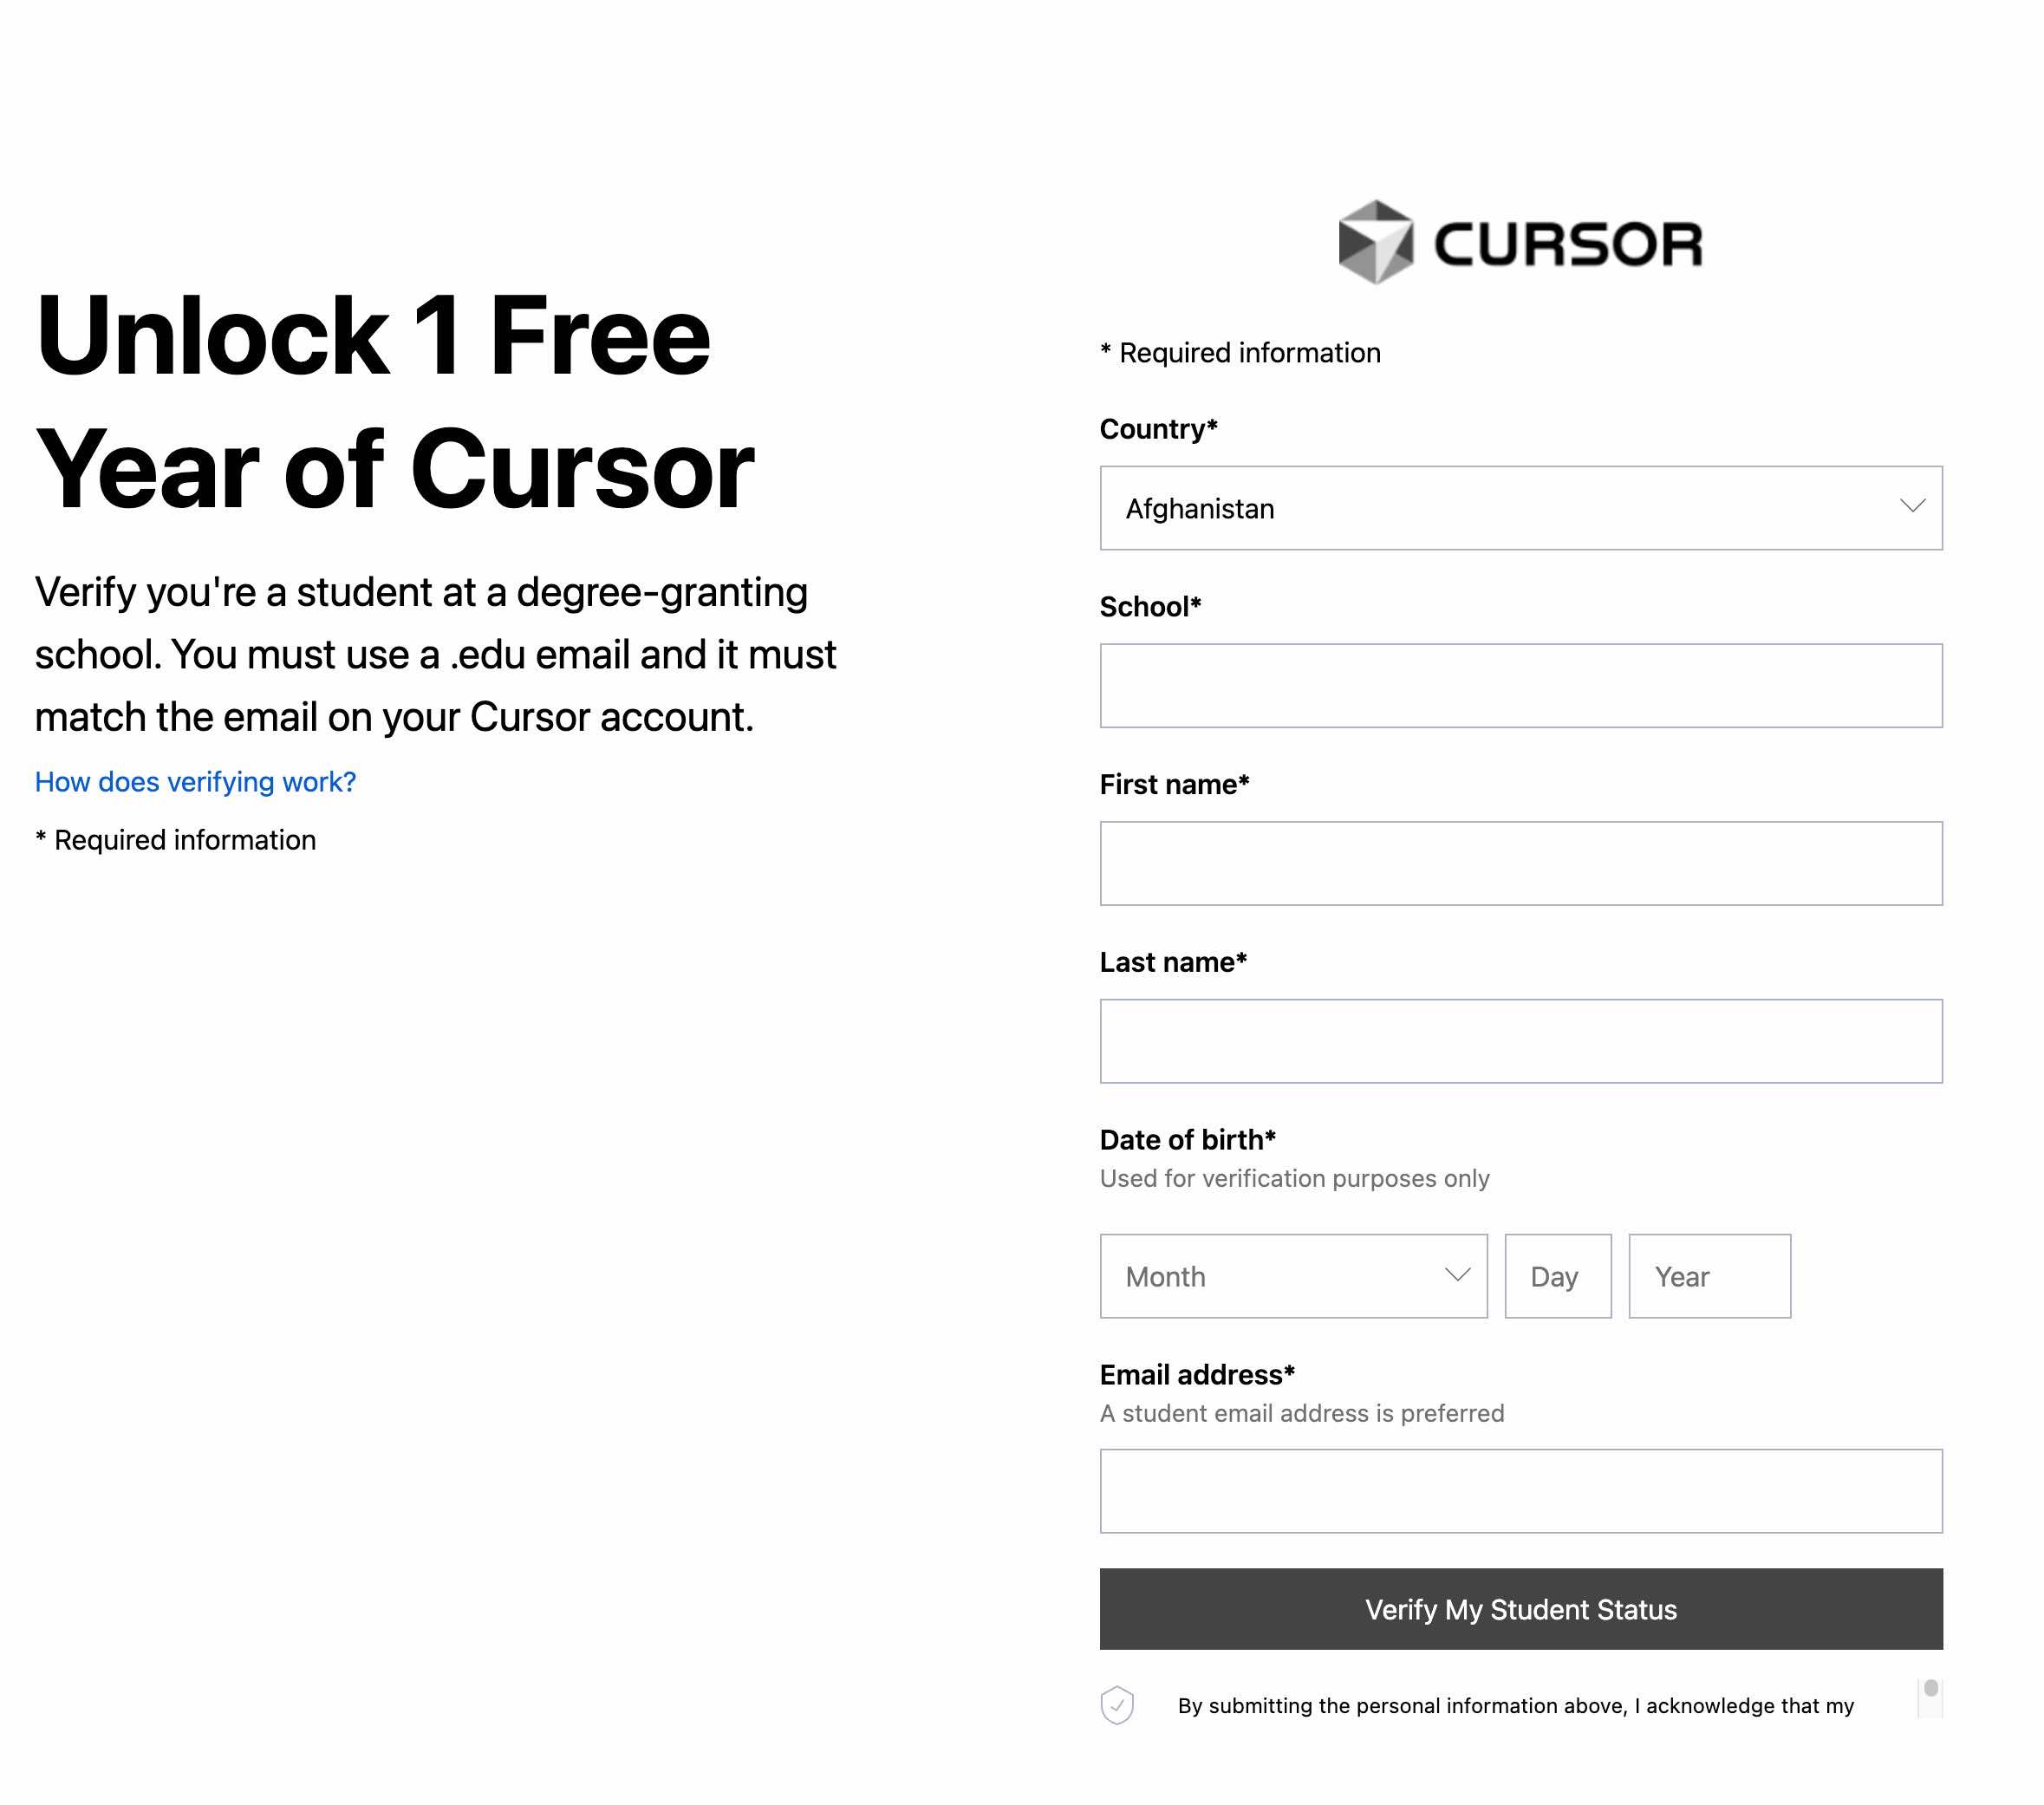 Unlock 1 Free
Year of Cursor
Verify you're a student at a degree-granting
school. You must use a .edu email and it must
match the email on your Cursor account.
How does verifying work?
* Required information
CURSOR
* Required information
Country*
Afghanistan
School*
First name*
Last name*
Date of birth*
Used for verification purposes only
Month Day Year
Email address*
A student email address is preferred
Verify My Student Status
By submitting the personal information above, I acknowledge that my